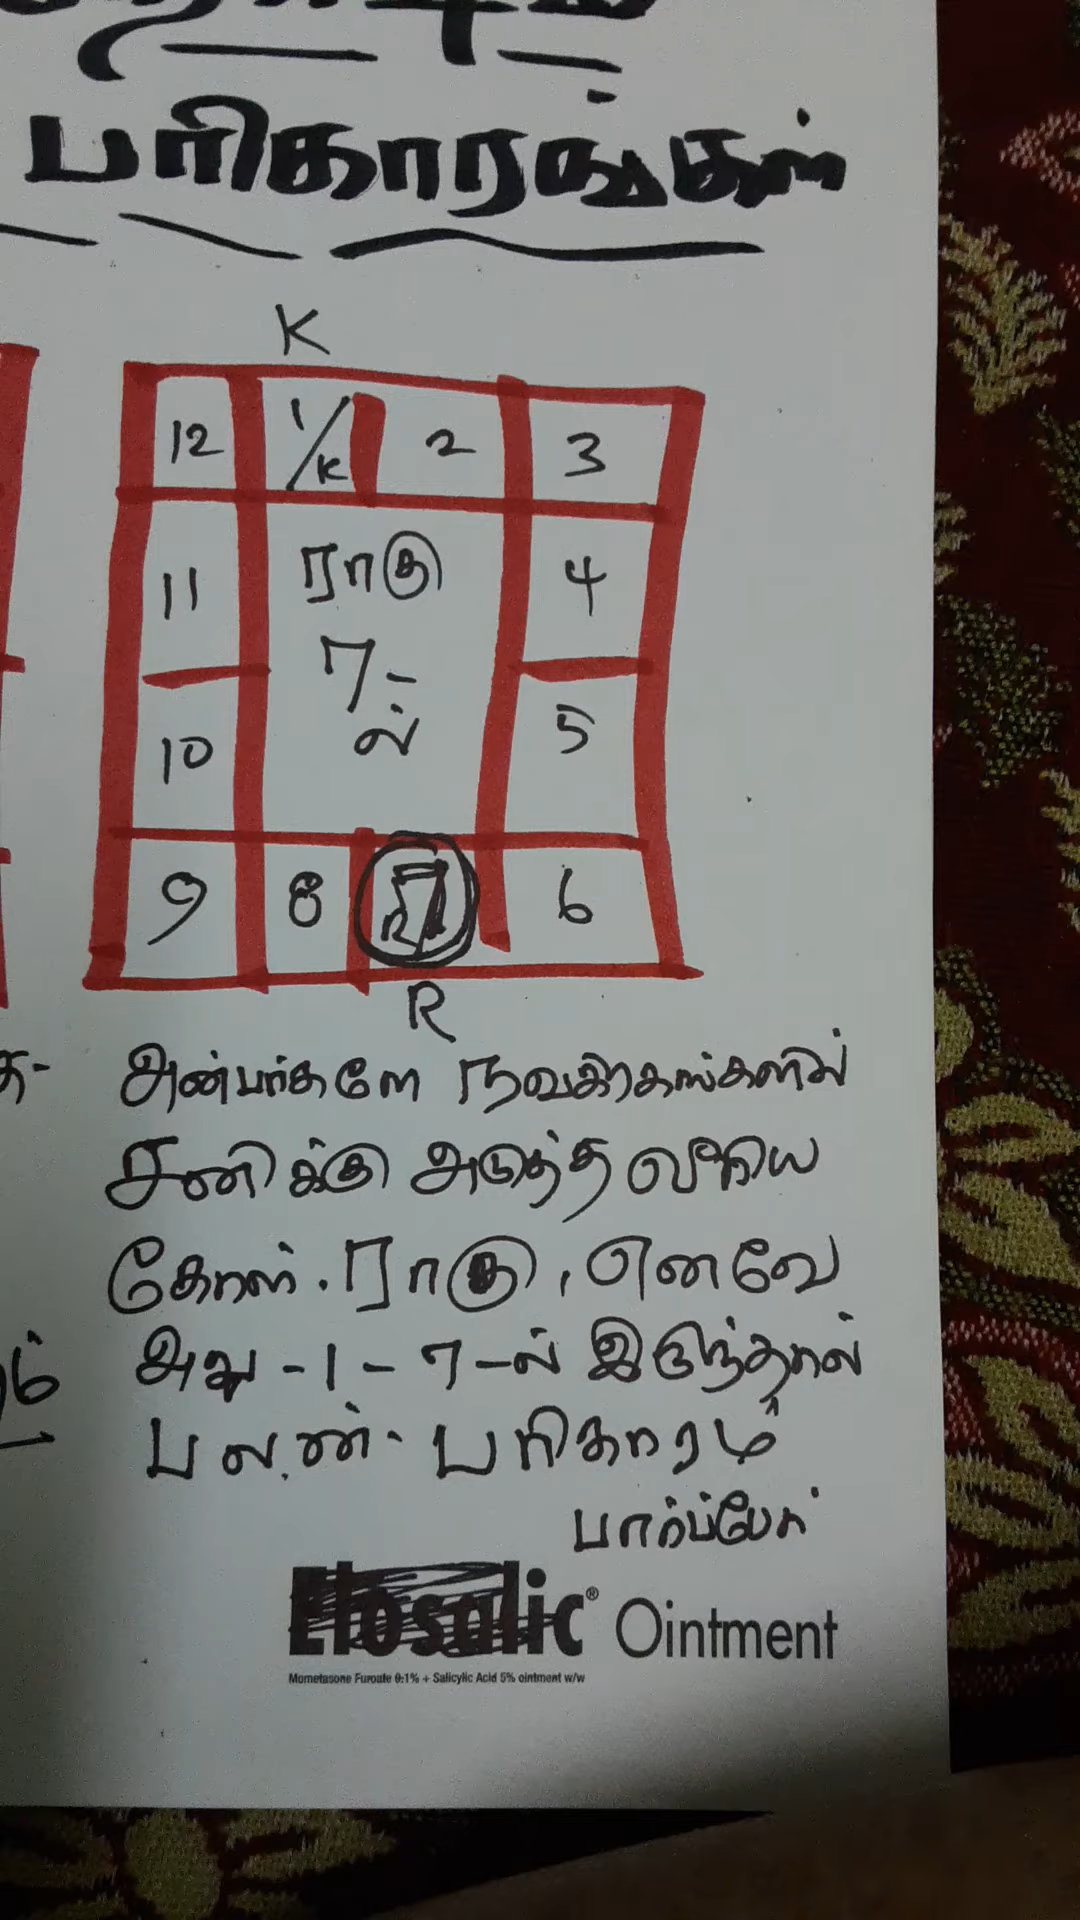 பரிகாரங்கள்
K
12 1/K 2 3
ராகு
11 4
7-
ல்
10 5
9 8 7 6
R
அன்பர்களே நவகிரகங்களில்
சனிக்கு அடுத்த வலிய
கோள். ராகு, எனவே
அது -1-7-ல் இருந்தால்
பலன்- பரிகாரம்
பார்ப்போம்
Elosalic® Ointment
Mometasone Furoate 0.1% + Salicylic Acid 5% ointment w/w